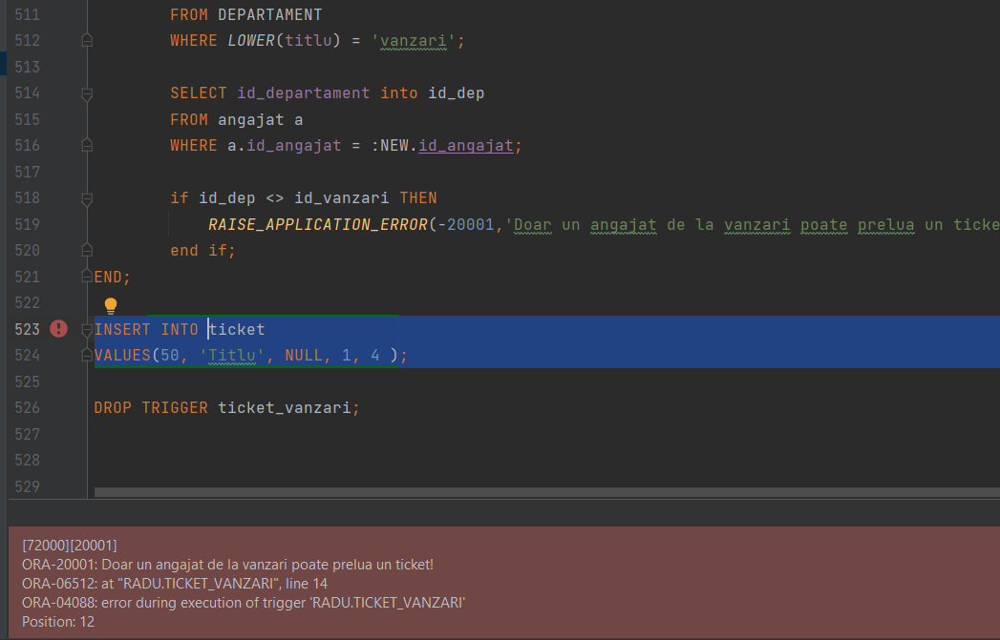 511 FROM DEPARTAMENT
512 WHERE LOWER(titlu) = 'vanzari';
513
514 SELECT id_departament into id_dep
515 FROM angajat a
516 WHERE a.id_angajat = :NEW.id_angajat;
517
518 if id_dep <> id_vanzari THEN
519 RAISE_APPLICATION_ERROR(-20001,'Doar un angajat de la vanzari poate prelua un ticke
520 end if;
521 END;
522
523 INSERT INTO ticket
524 VALUES(50, 'Titlu', NULL, 1, 4 );
525
526 DROP TRIGGER ticket_vanzari;
527
528
529
[72000][20001]
ORA-20001: Doar un angajat de la vanzari poate prelua un ticket!
ORA-06512: at "RADU.TICKET_VANZARI", line 14
ORA-04088: error during execution of trigger 'RADU.TICKET_VANZARI'
Position: 12